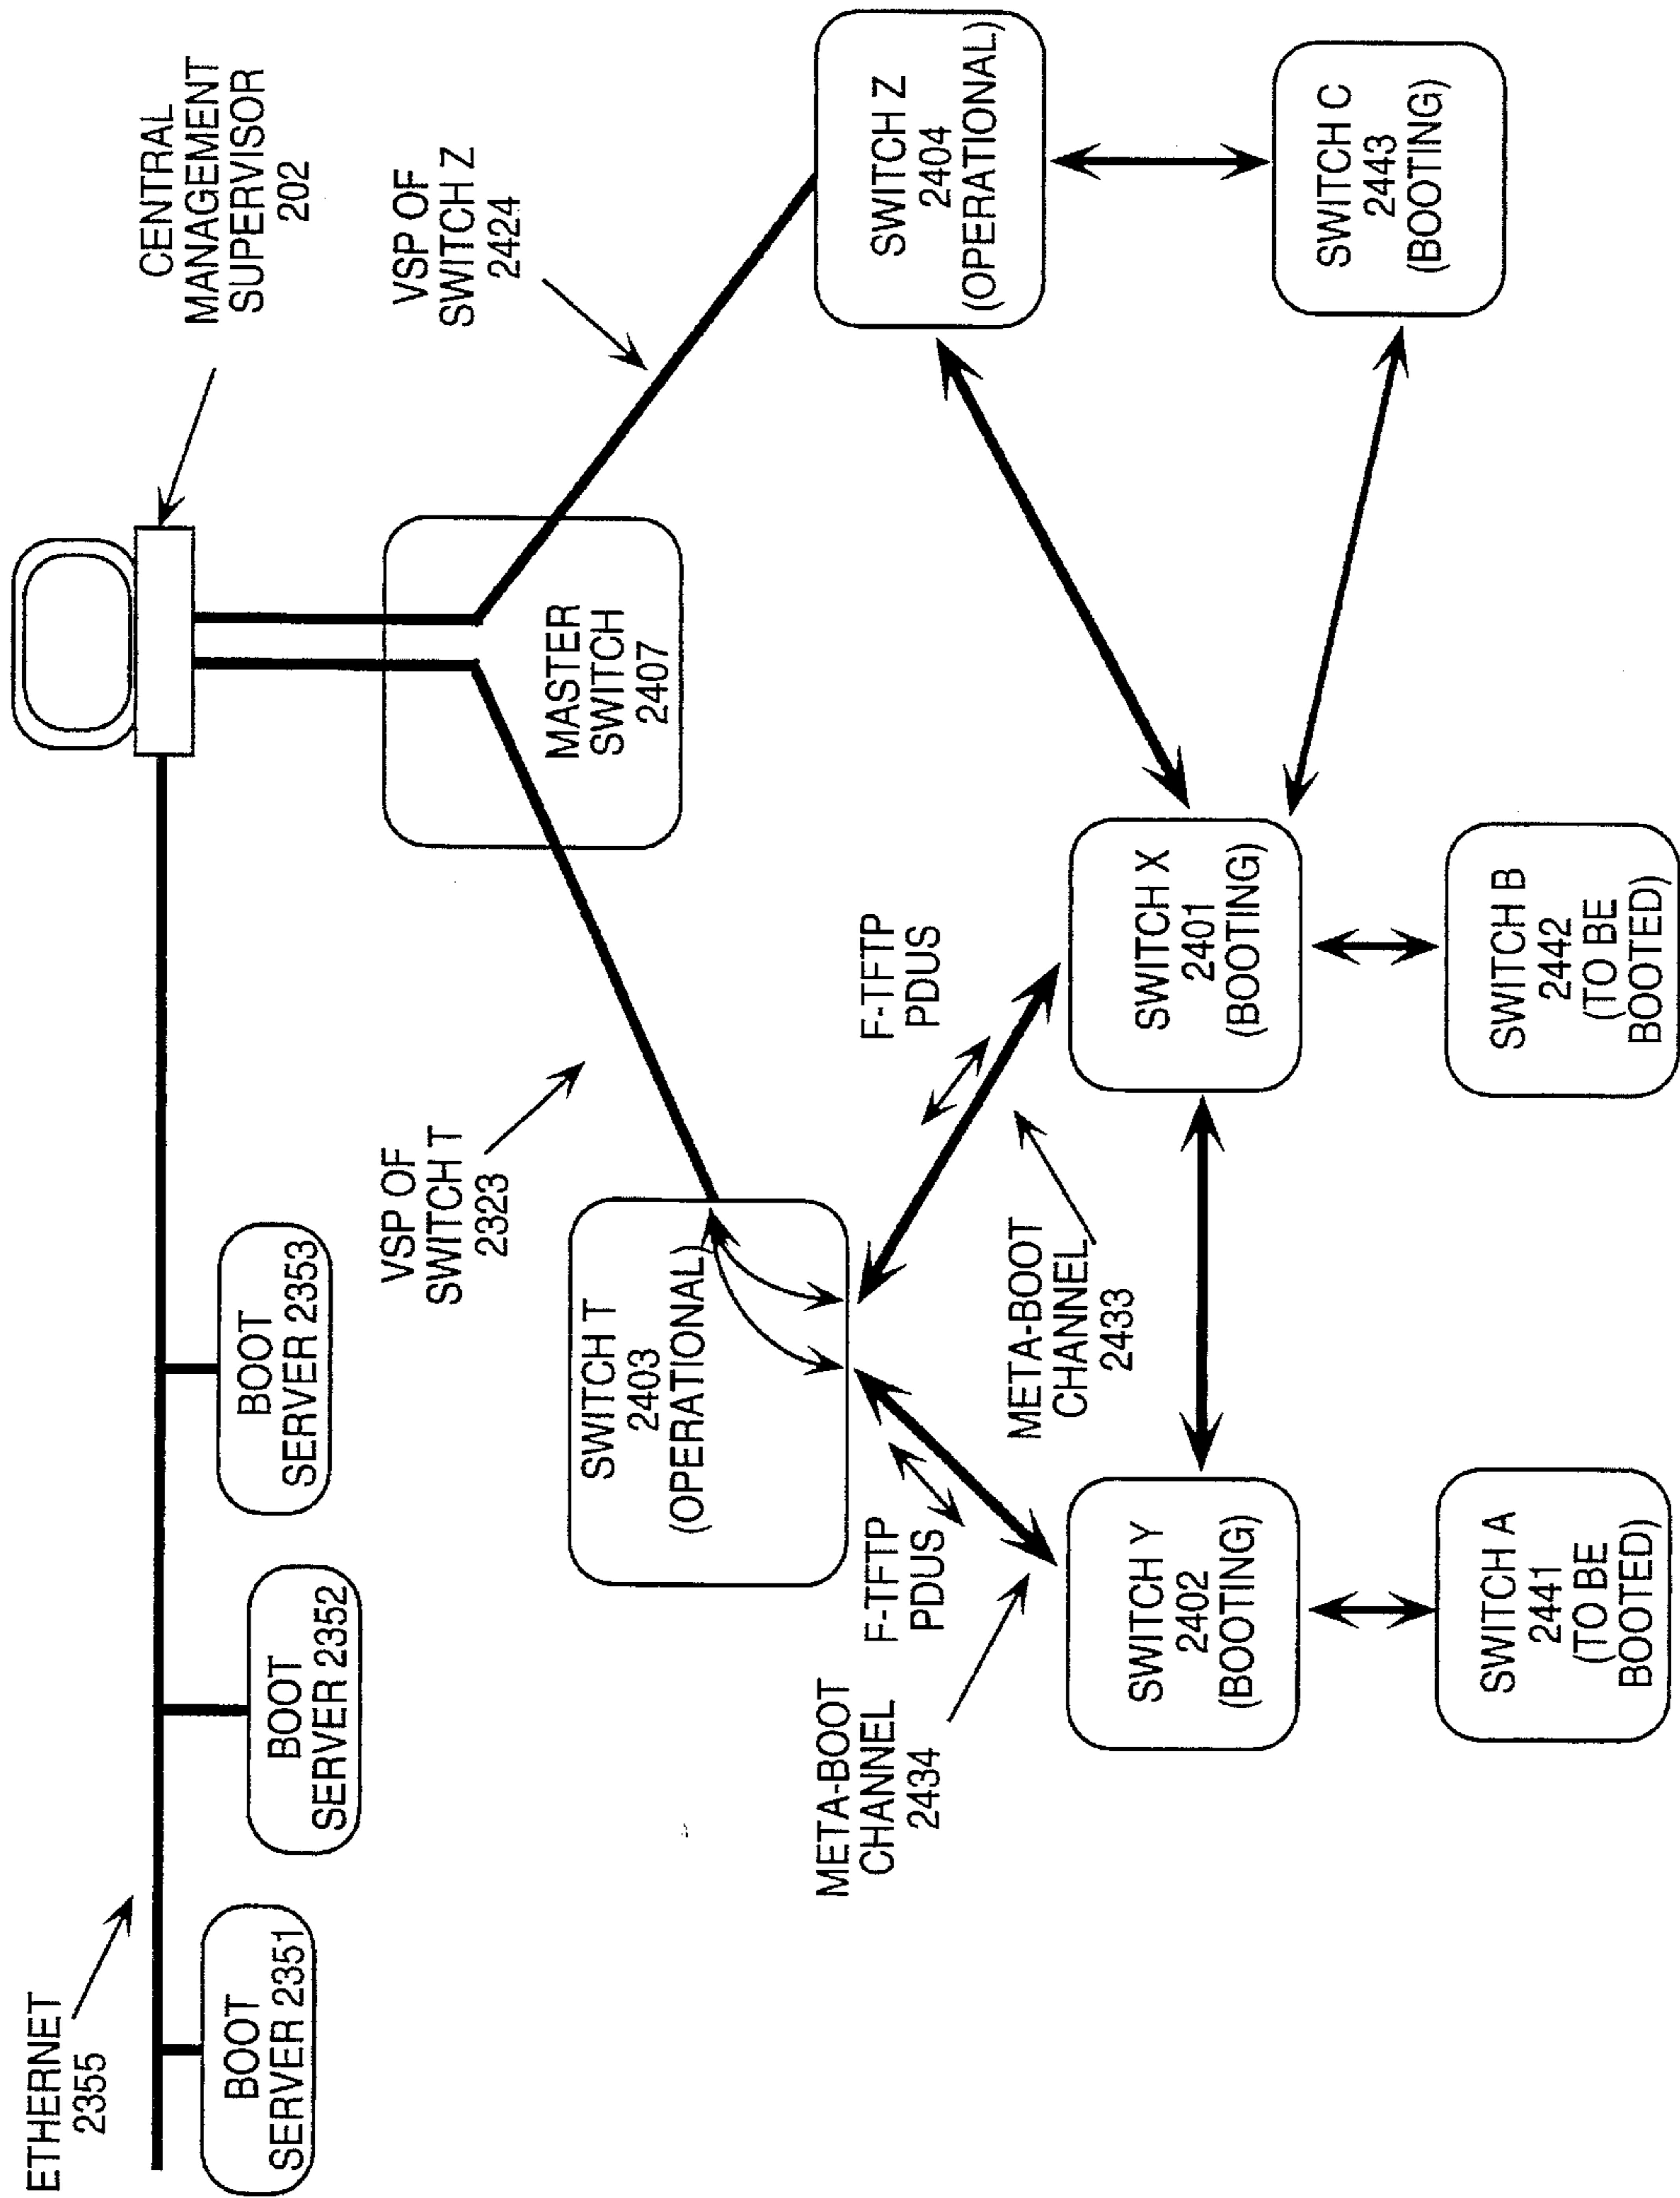 ETHERNET
2355
BOOT
SERVER 2351
BOOT
SERVER 2352
BOOT
SERVER 2353
CENTRAL
MANAGEMENT
SUPERVISOR
202
VSP OF
SWITCH T
2323
MASTER
SWITCH
2407
VSP OF
SWITCH Z
2424
SWITCH T
2403
(OPERATIONAL)
SWITCH Z
2404
(OPERATIONAL)
META-BOOT
CHANNEL
2434
F-TFTP
PDUS
META-BOOT
CHANNEL
2433
F-TFTP
PDUS
SWITCH Y
2402
(BOOTING)
SWITCH X
2401
(BOOTING)
SWITCH C
2443
(BOOTING)
SWITCH A
2441
(TO BE
BOOTED)
SWITCH B
2442
(TO BE
BOOTED)